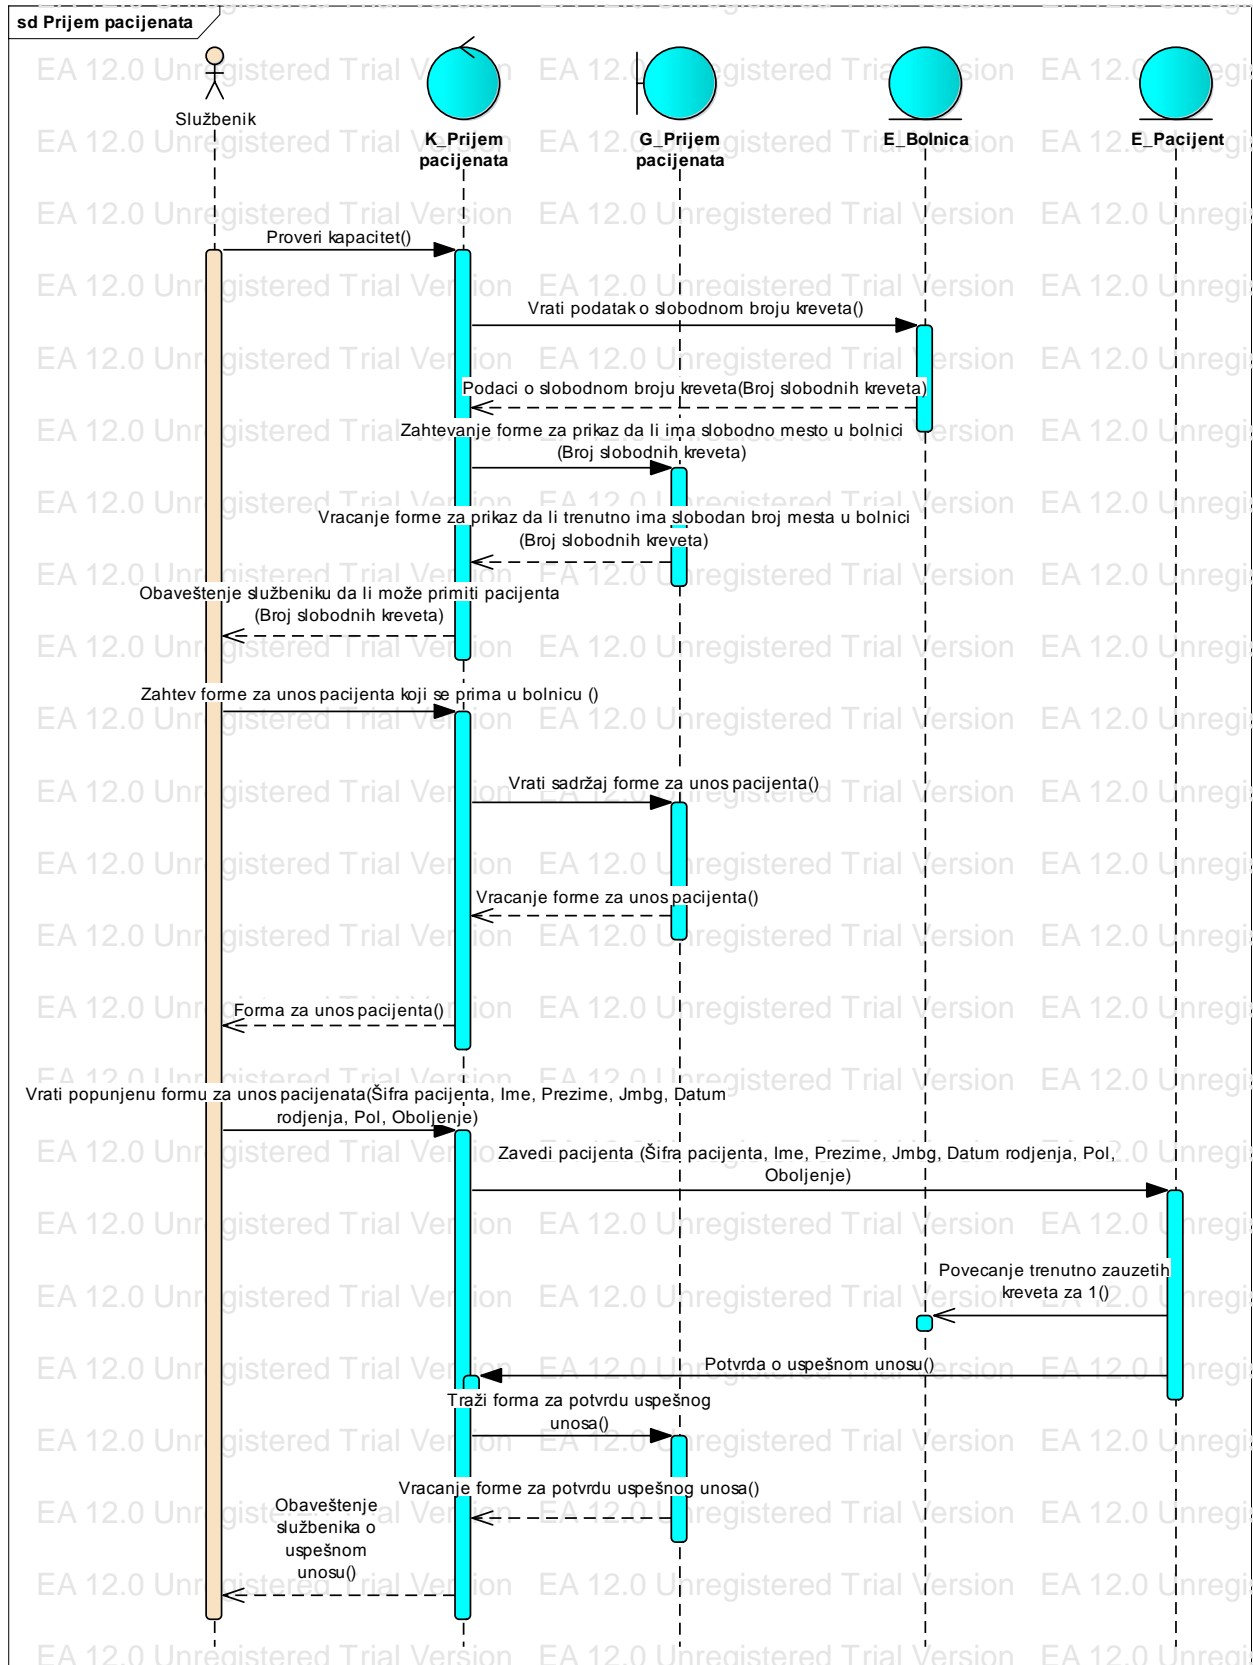 sd Prijem pacijenata
Službenik
K_Prijem
pacijenata
G_Prijem
pacijenata
E_Bolnica
E_Pacijent
Proveri kapacitet()
Vrati podatak o slobodnom broju kreveta()
Podaci o slobodnom broju kreveta(Broj slobodnih kreveta)
Zahtevanje forme za prikaz da li ima slobodno mesto u bolnici
(Broj slobodnih kreveta)
Vracanje forme za prikaz da li trenutno ima slobodan broj mesta u bolnici
(Broj slobodnih kreveta)
Obaveštenje službeniku da li može primiti pacijenta
(Broj slobodnih kreveta)
Zahtev forme za unos pacijenta koji se prima u bolnicu ()
Vrati sadržaj forme za unos pacijenta()
Vracanje forme za unos pacijenta()
Forma za unos pacijenta()
Vrati popunjenu formu za unos pacijenata(Šifra pacijenta, Ime, Prezime, Jmbg, Datum
rodjenja, Pol, Oboljenje)
Zavedi pacijenta (Šifra pacijenta, Ime, Prezime, Jmbg, Datum rodjenja, Pol,
Oboljenje)
Povecanje trenutno zauzetih
kreveta za 1()
Potvrda o uspešnom unosu()
Traži forma za potvrdu uspešnog
unosa()
Vracanje forme za potvrdu uspešnog unosa()
Obaveštenje
službenika o
uspešnom
unosu()
EA 12.0 Unregistered Trial Version